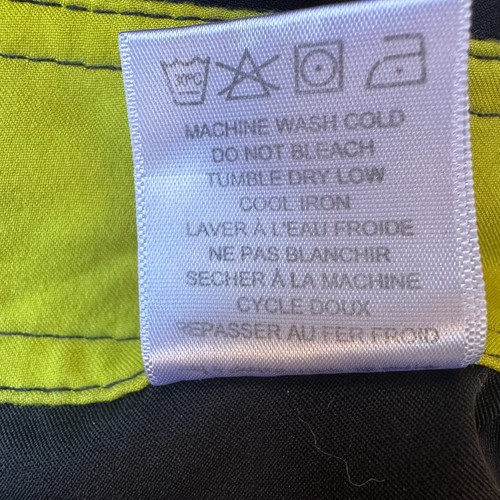 30°C
MACHINE WASH COLD
DO NOT BLEACH
TUMBLE DRY LOW
COOL IRON
LAVER À L'EAU FROIDE
NE PAS BLANCHIR
SECHER À LA MACHINE
CYCLE DOUX
REPASSER AU FER FROID